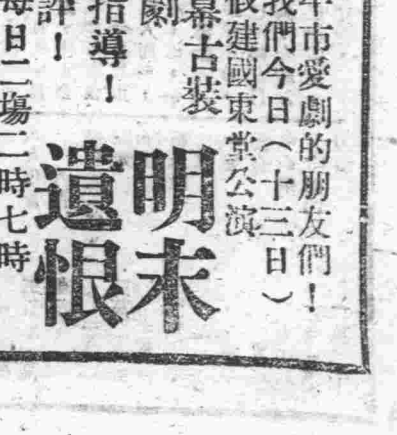 市愛劇的朋友們！
我們今日（十三日）
假建國東堂公演
幕古裝
劇
明末
遺恨
指導！
評！
每日二場二時七時